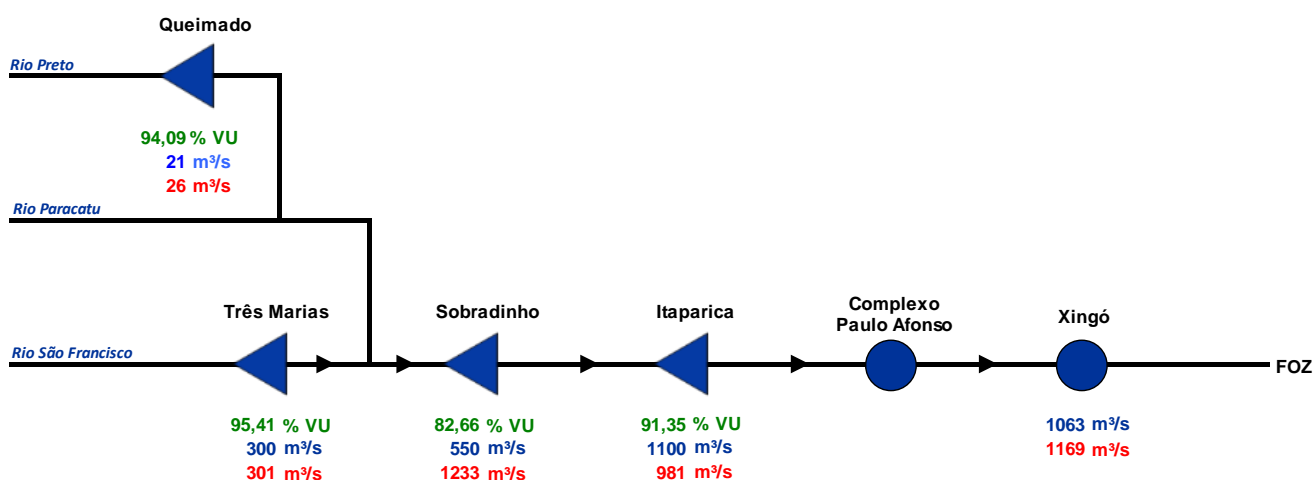 Queimado
Rio Preto
94,09 % VU
21 m³/s
26 m³/s
Rio Paracatu
Três Marias
Sobradinho
Itaparica
Complexo
Paulo Afonso
Xingó
Rio São Francisco
FOZ
95,41 % VU
300 m³/s
301 m³/s
82,66 % VU
550 m³/s
1233 m³/s
91,35 % VU
1100 m³/s
981 m³/s
1063 m³/s
1169 m³/s